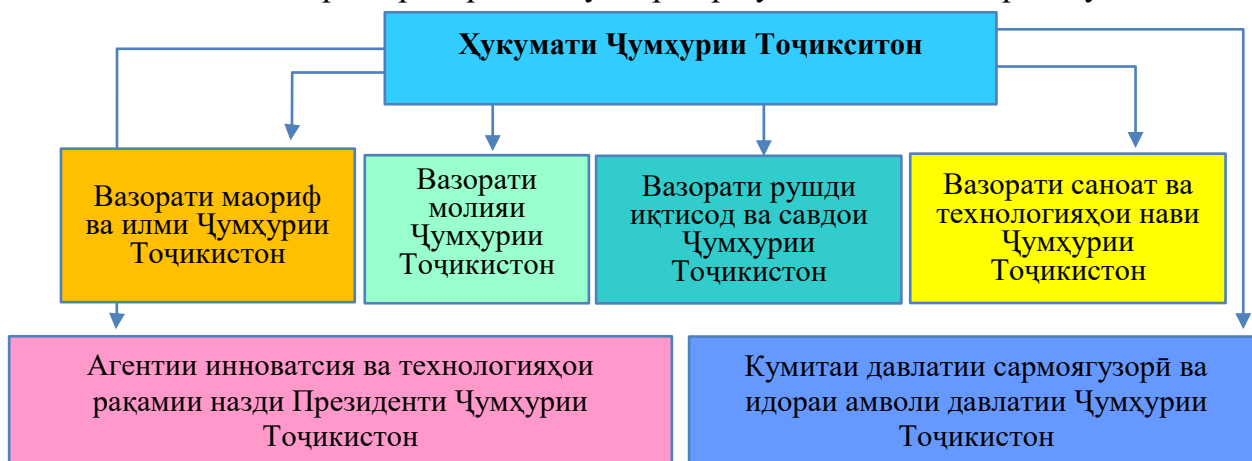 Ҳукумати Ҷумҳурии Тоҷикситон
Вазорати маориф
ва илми Ҷумҳурии
Тоҷикистон
Вазорати
молияи
Ҷумҳурии
Тоҷикистон
Вазорати рушди
иқтисод ва савдои
Ҷумҳурии
Тоҷикистон
Вазорати саноат ва
технологияҳои нави
Ҷумҳурии
Тоҷикистон
Агентии инноватсия ва технологияҳои
рақамии назди Президенти Ҷумҳурии
Тоҷикистон
Кумитаи давлатии сармоягузорӣ ва
идораи амволи давлатии Ҷумҳурии
Тоҷикистон